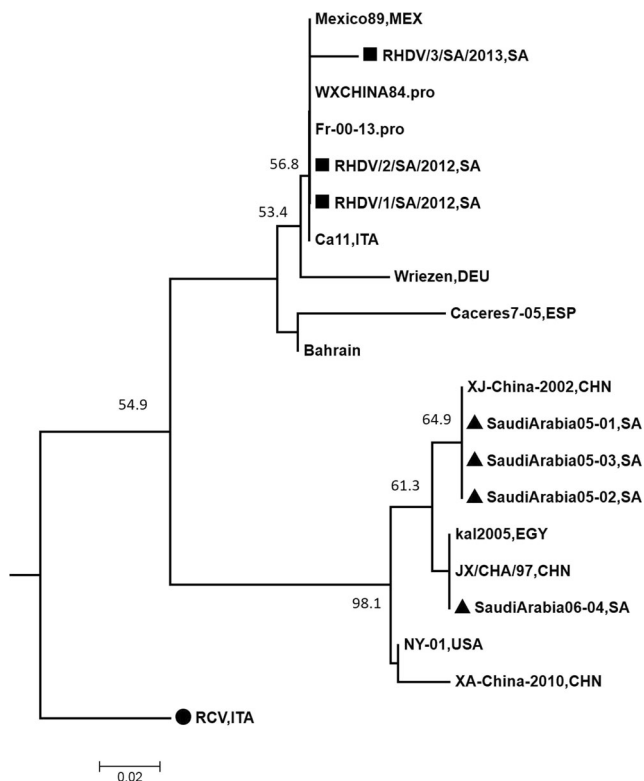 Mexico89,MEX
RHDV/3/SA/2013,SA
WXCHINA84.pro
Fr-00-13.pro
56.8
RHDV/2/SA/2012,SA
RHDV/1/SA/2012,SA
53.4
Ca11,ITA
Wriezen,DEU
Caceres7-05,ESP
Bahrain
XJ-China-2002,CHN
54.9
64.9
SaudiArabia05-01,SA
SaudiArabia05-03,SA
61.3
SaudiArabia05-02,SA
kal2005,EGY
JX/CHA/97,CHN
98.1
SaudiArabia06-04,SA
NY-01,USA
XA-China-2010,CHN
RCV,ITA
0.02